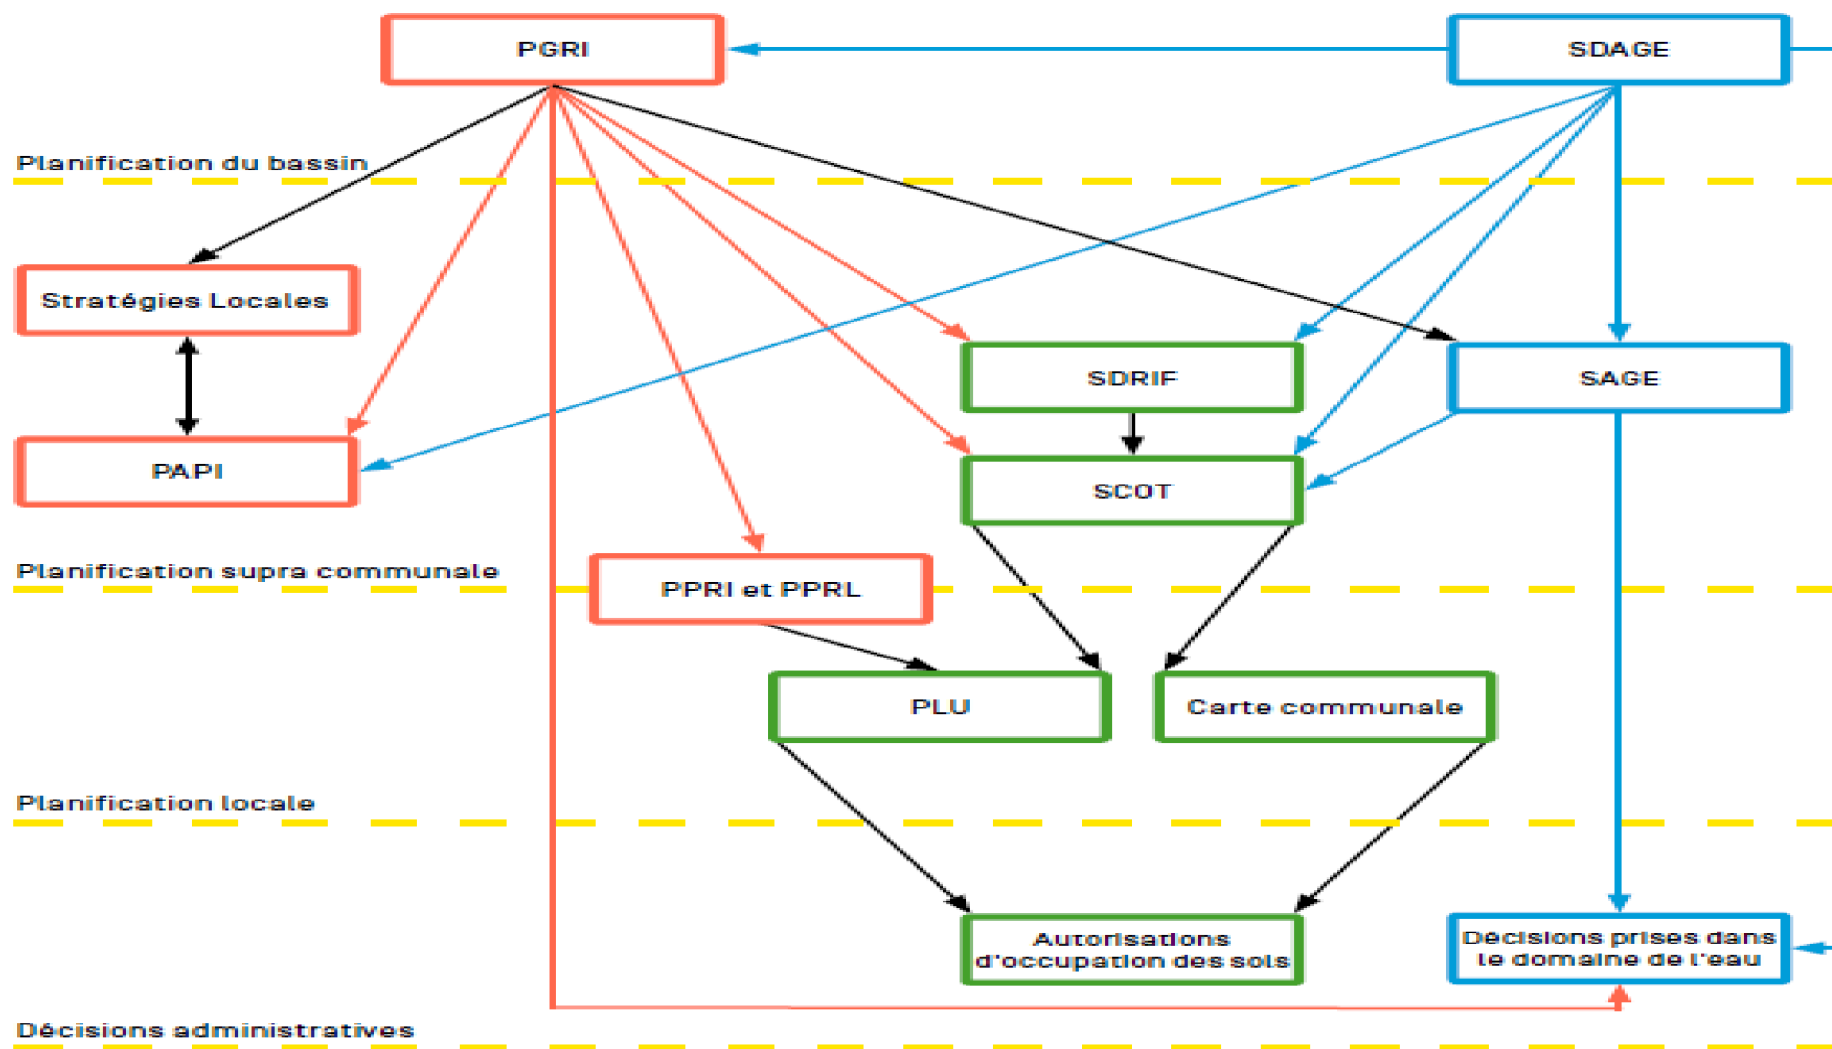 PGRI
SDAGE
Planification du bassin
Stratégies Locales
SDRIF
SAGE
PAPI
SCOT
Planification supra communale
PPRI et PPRL
PLU
Carte communale
Planification locale
Autorisations
d'occupation des sols
Décisions prises dans
le domaine de l'eau
Décisions administratives